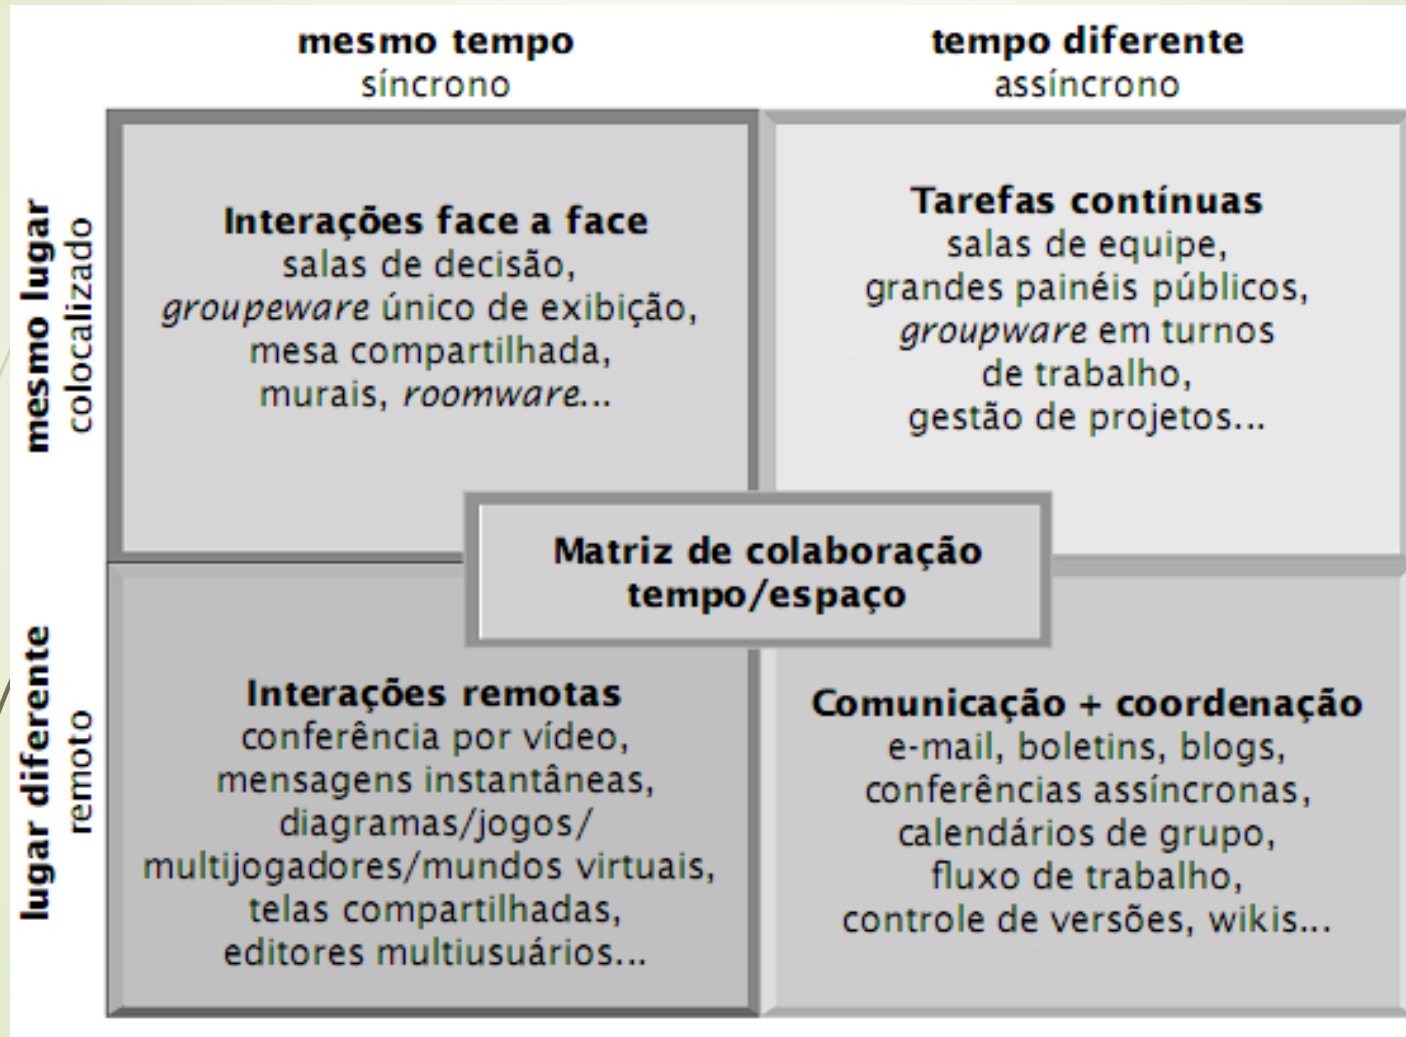 mesmo tempo
síncrono
tempo diferente
assíncrono
mesmo lugar
colocalizado
Interações face a face
salas de decisão,
groupeware único de exibição,
mesa compartilhada,
murais, roomware...
Tarefas contínuas
salas de equipe,
grandes painéis públicos,
groupware em turnos
de trabalho,
gestão de projetos...
Matriz de colaboração
tempo/espaço
lugar diferente
remoto
Interações remotas
conferência por vídeo,
mensagens instantâneas,
diagramas/jogos/
multijogadores/mundos virtuais,
telas compartilhadas,
editores multiusuários...
Comunicação + coordenação
e-mail, boletins, blogs,
conferências assíncronas,
calendários de grupo,
fluxo de trabalho,
controle de versões, wikis...